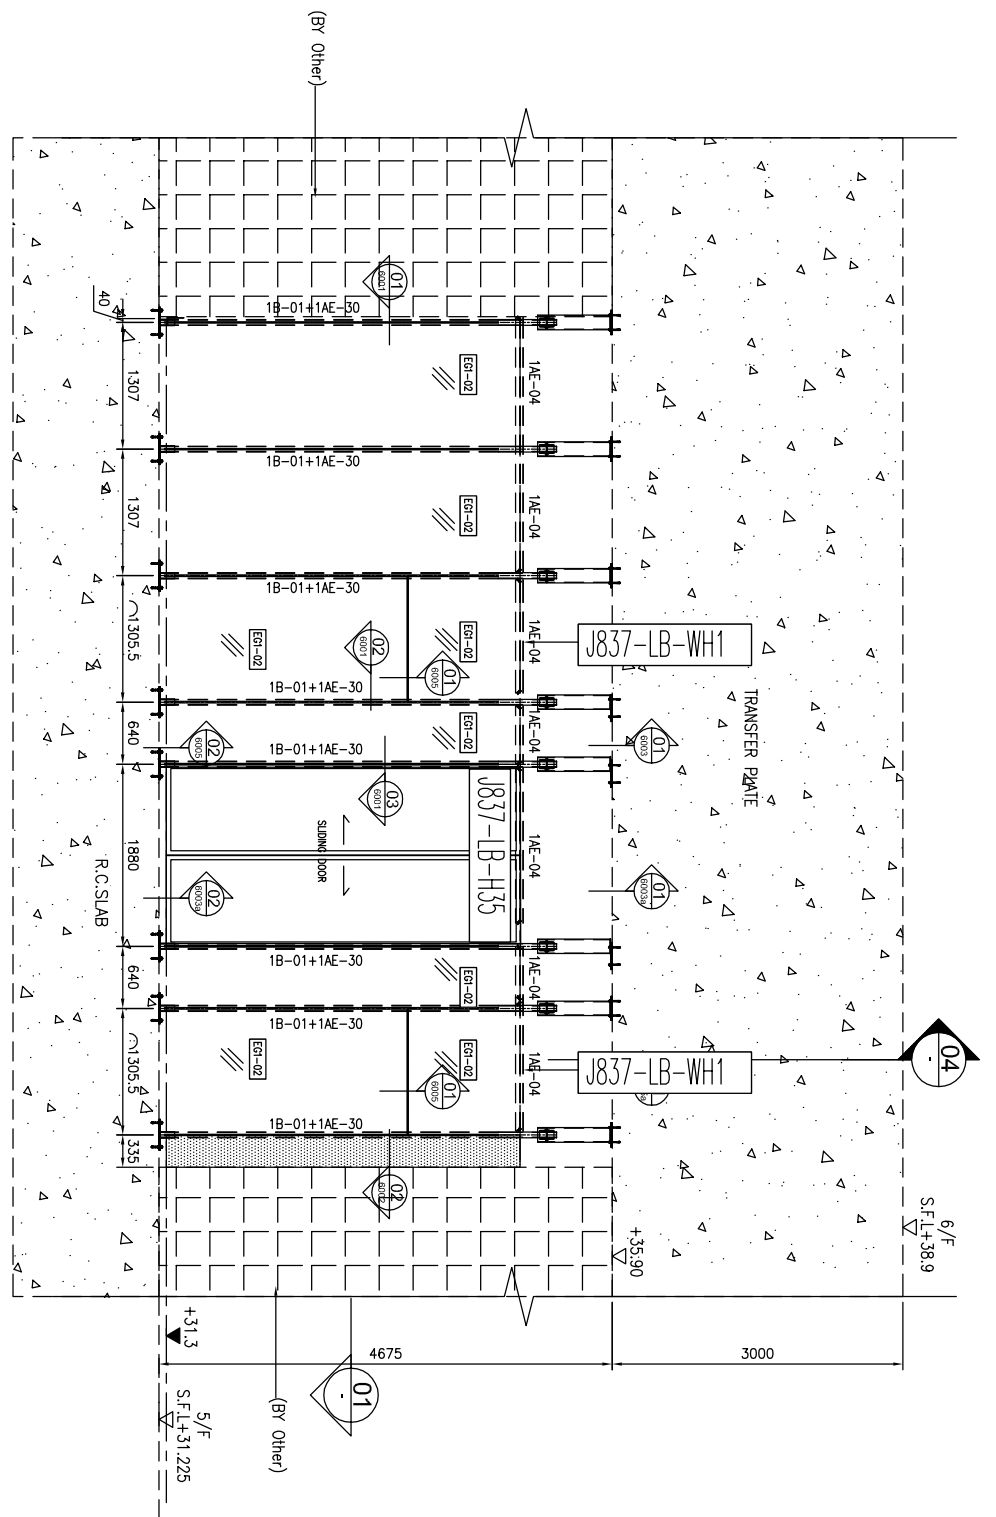 6/F
S.F.L+38.9
+35.90
+31.3
5/F
S.F.L+31.225
3000
4675
04
-
01
-
(BY Other)
(BY Other)
TRANSFER PLATE
R.C.SLAB
J837-LB-WH1
J837-LB-WH1
J837-LB-H35
SLIDING DOOR
1AE-04
1AE-04
1AE-04
1AE-04
1AE-04
1AE-04
1AE-04
EG1-02
EG1-02
EG1-02
EG1-02
EG1-02
EG1-02
EG1-02
EG1-02
1B-01+1AE-30
1B-01+1AE-30
1B-01+1AE-30
1B-01+1AE-30
1B-01+1AE-30
1B-01+1AE-30
1B-01+1AE-30
1B-01+1AE-30
01
6001
02
6001
03
6001
01
6005
02
6005
01
6003
01
6003a
02
6003a
01
6005
02
6002
40
1307
1307
1305.5
640
1880
640
1305.5
335